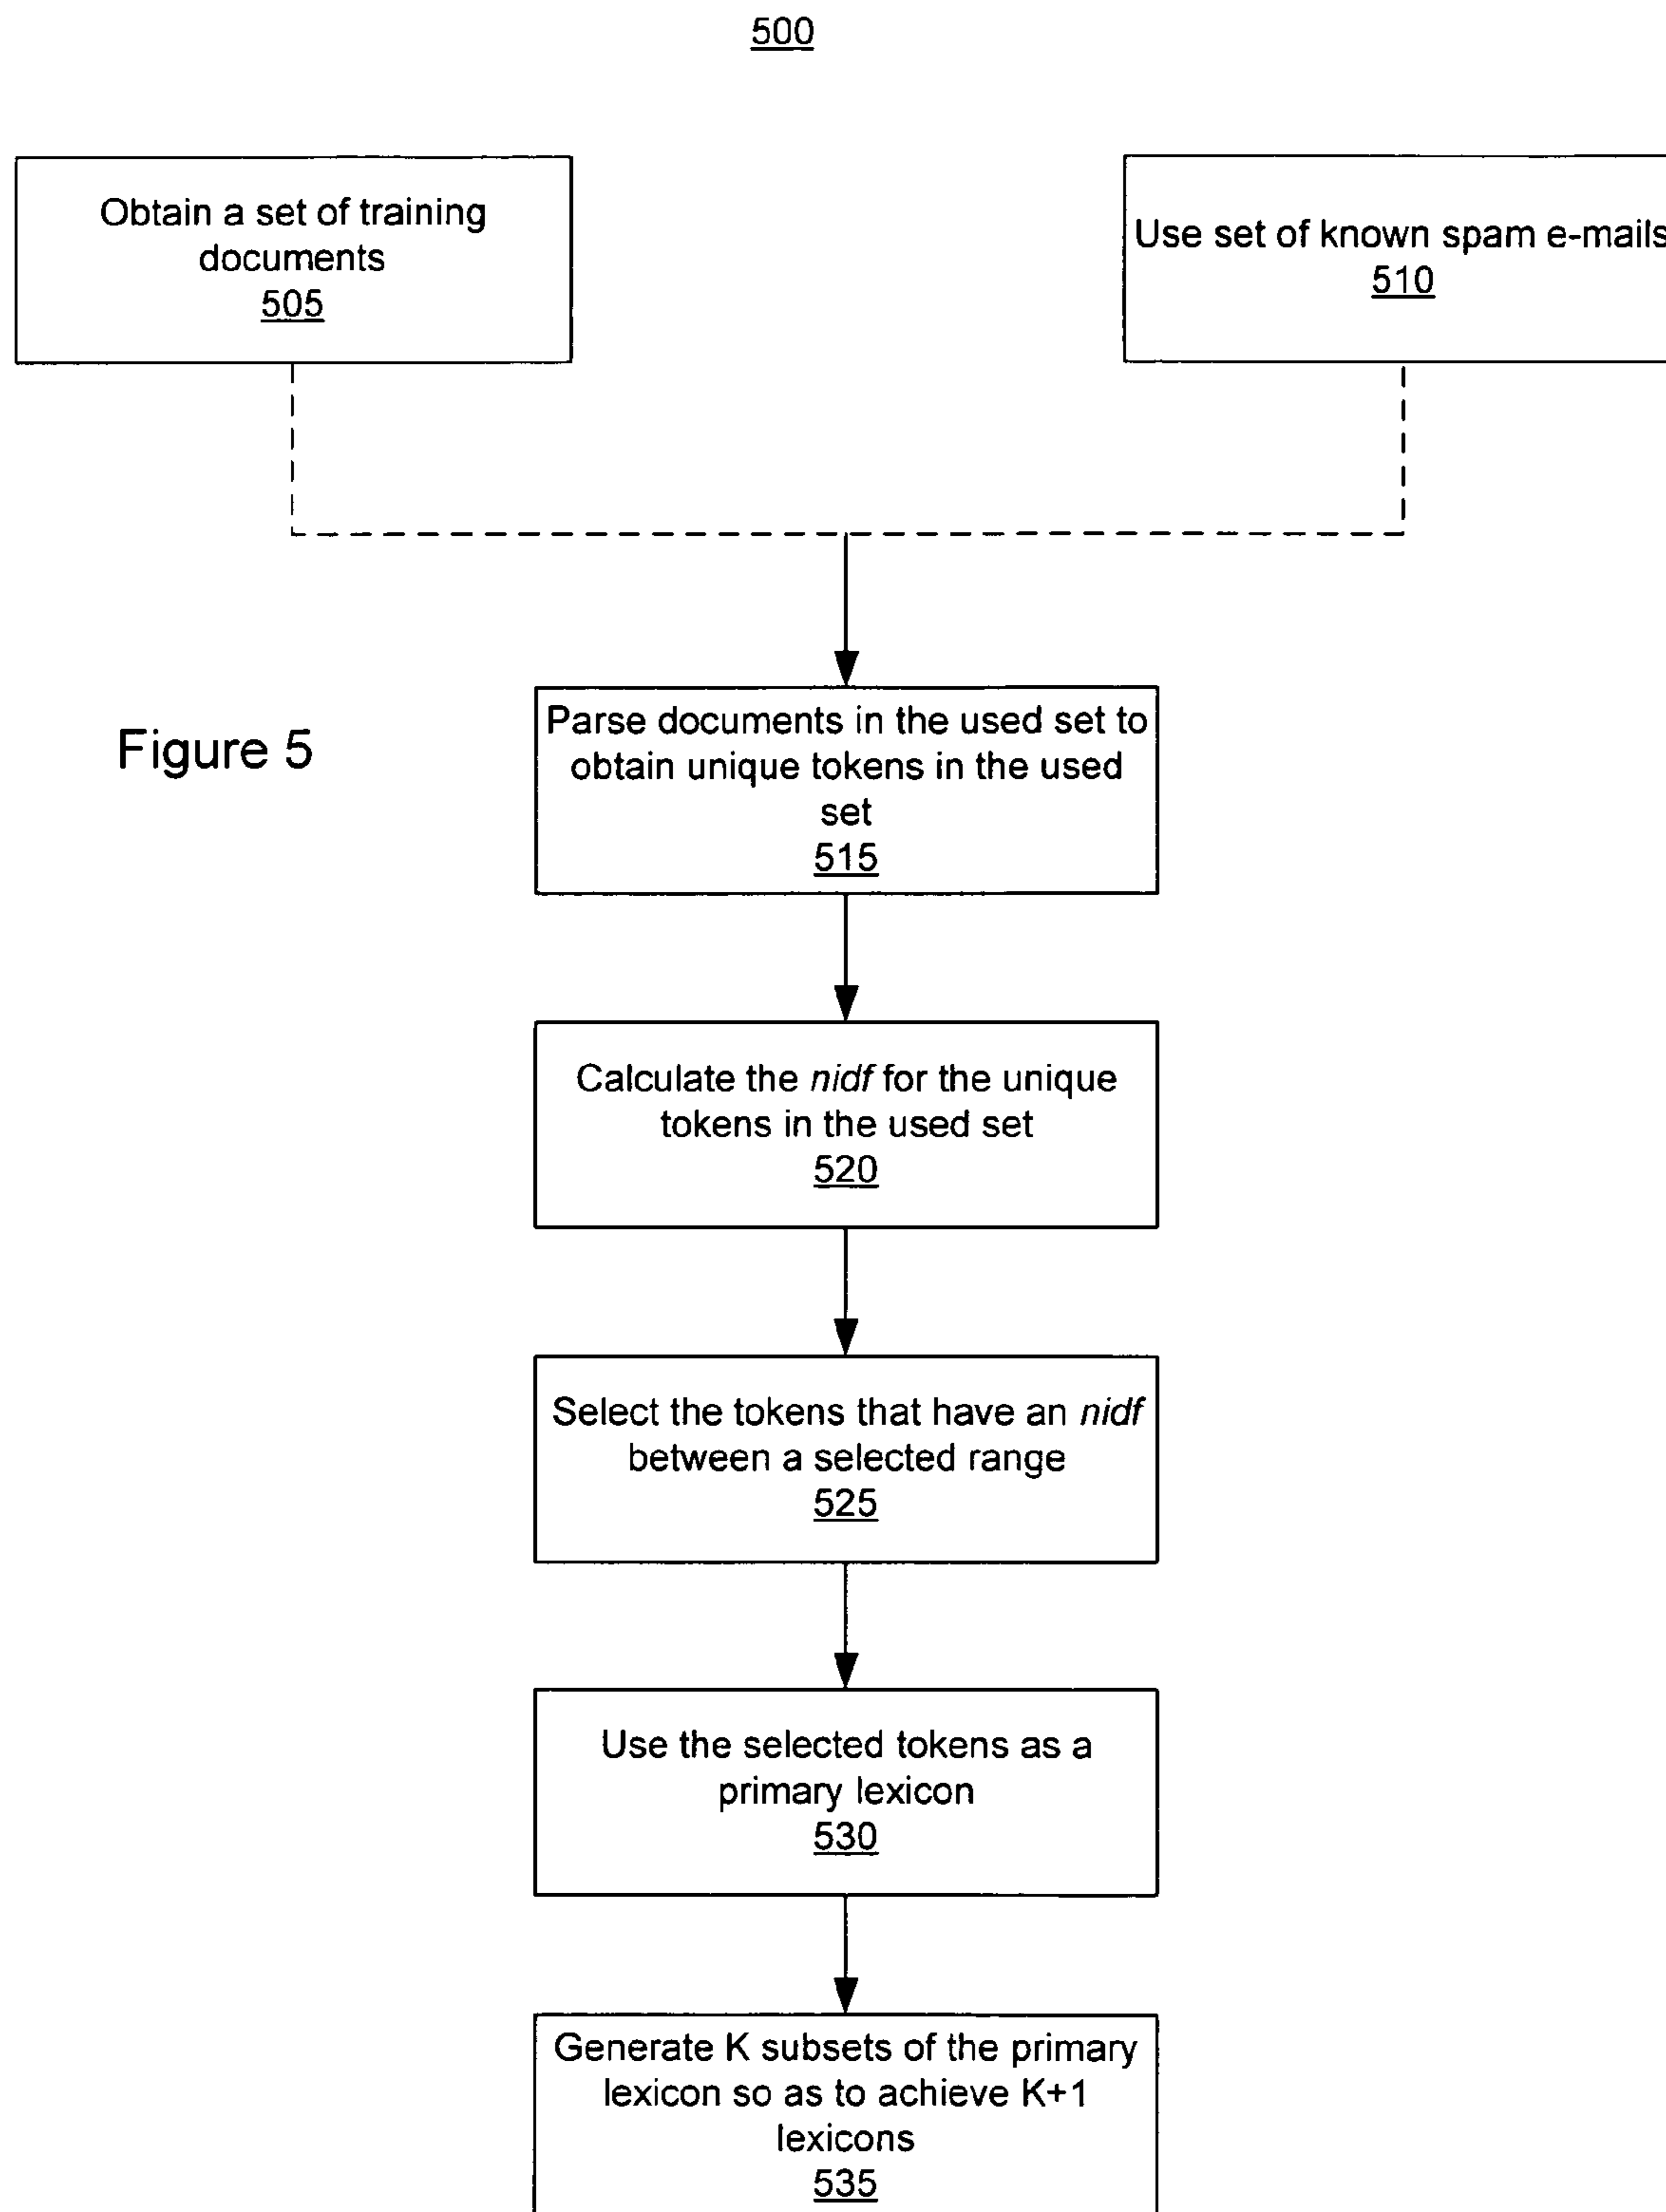 500
Obtain a set of training
documents
505
Use set of known spam e-mails
510
Figure 5
Parse documents in the used set to
obtain unique tokens in the used
set
515
Calculate the nidf for the unique
tokens in the used set
520
Select the tokens that have an nidf
between a selected range
525
Use the selected tokens as a
primary lexicon
530
Generate K subsets of the primary
lexicon so as to achieve K+1
lexicons
535